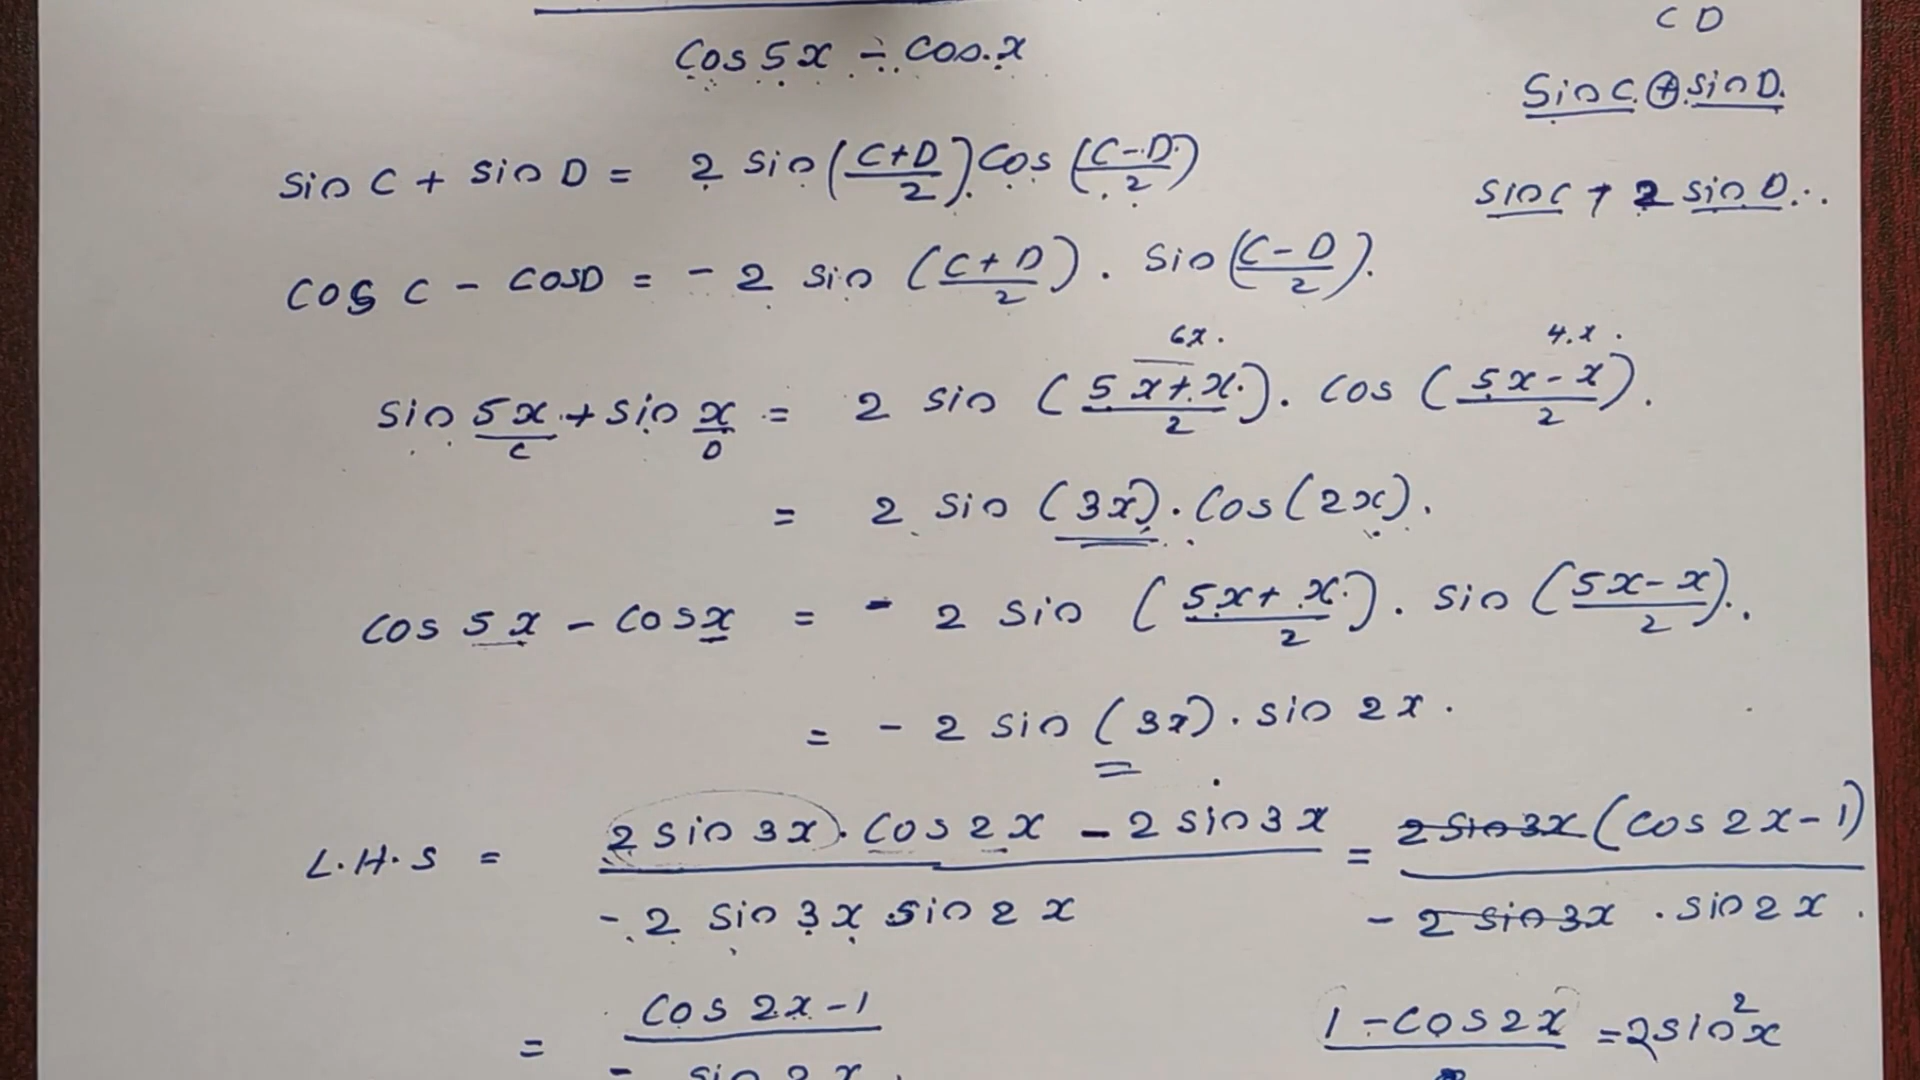 cos 5x - cos.x
C D
sin C ⊕ sin D.
sin C + sin D = 2 sin (C+D/2) cos (C-D/2)
sin C + 2 sin D..
cos C - cos D = - 2 sin (C+D/2) . sin (C-D/2).
6x. 4.x.
sin 5x + sin x = 2 sin (5x+x/2). cos (5x-x/2).
C D
= 2 sin (3x). cos (2x).
cos 5x - cos x = - 2 sin (5x+x/2). sin (5x-x/2).
= - 2 sin (3x). sin 2x.
L.H.S = 2 sin 3x. cos 2x - 2 sin 3x / - 2 sin 3x sin 2x = 2 sin 3x (cos 2x - 1) / - 2 sin 3x . sin 2x.
= cos 2x - 1 / - sin 2x.
1 - cos 2x = 2 sin²x